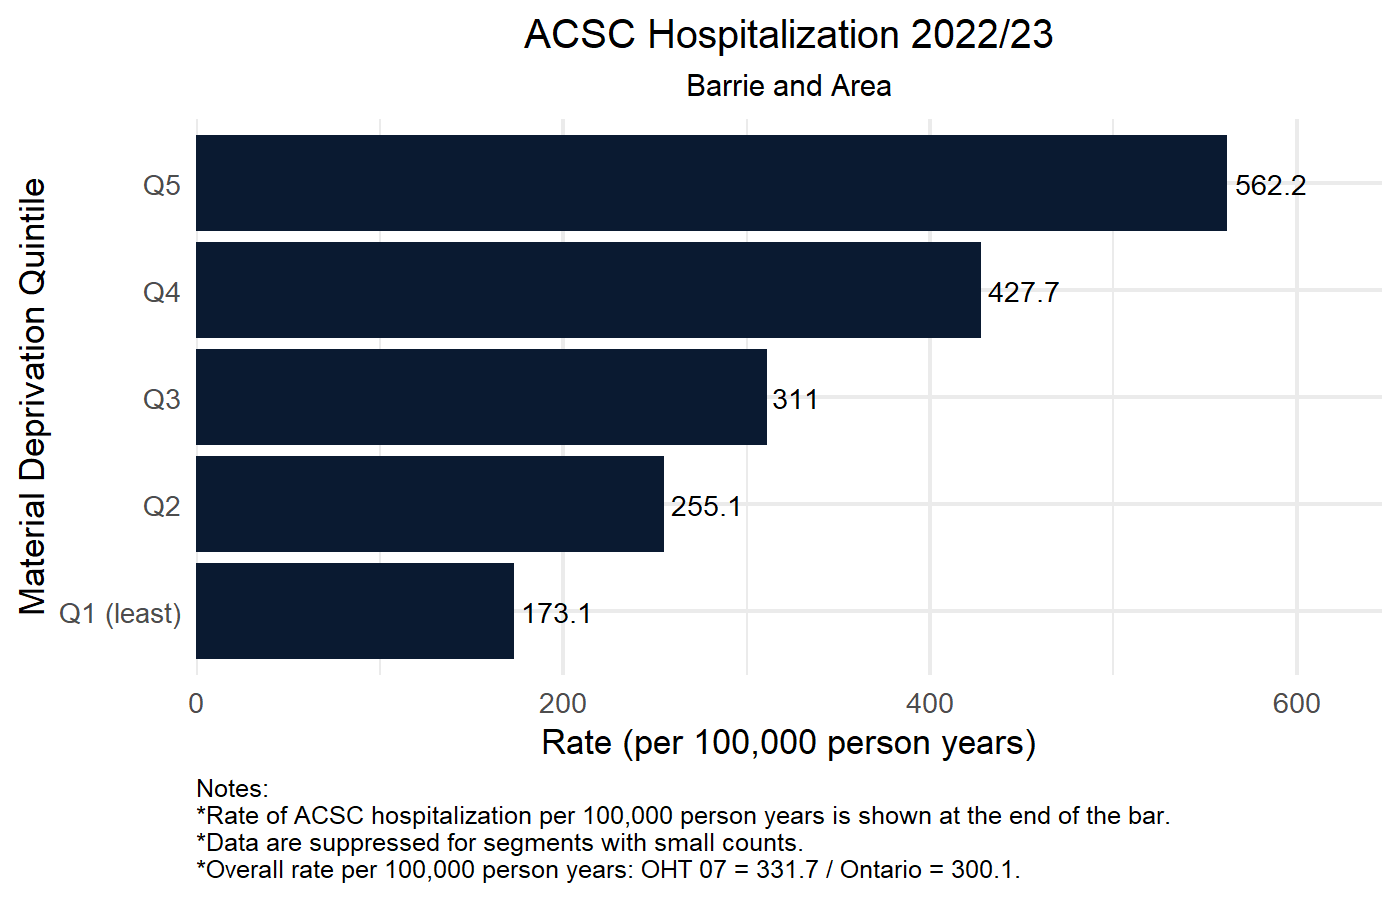 ACSC Hospitalization 2022/23
Barrie and Area
Material Deprivation Quintile
Q5
562.2
Q4
427.7
Q3
311
Q2
255.1
Q1 (least)
173.1
0 200 400 600
Rate (per 100,000 person years)
Notes:
*Rate of ACSC hospitalization per 100,000 person years is shown at the end of the bar.
*Data are suppressed for segments with small counts.
*Overall rate per 100,000 person years: OHT 07 = 331.7 / Ontario = 300.1.